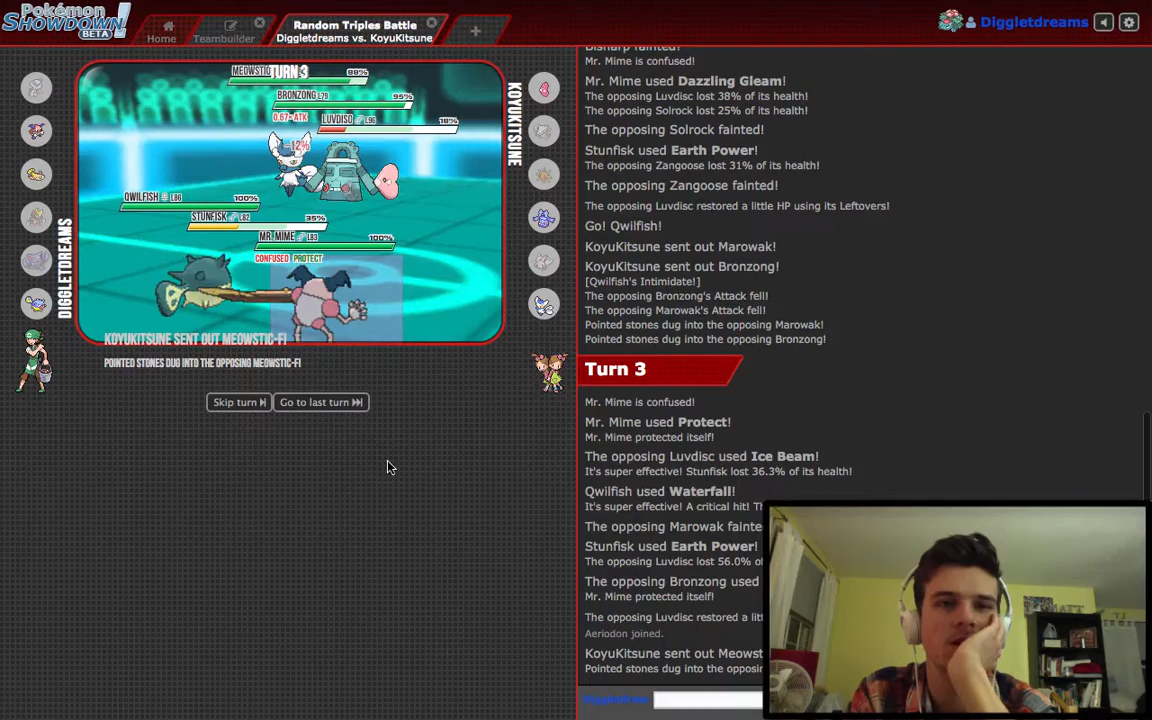 Pokémon
SHOWDOWN!
BETA
Home
Teambuilder
Random Triples Battle
Diggletdreams vs. KoyuKitsune
Diggletdreams
MEOWSTIC
TURN 3
88%
BRONZONG L79
95%
0.67× ATK
LUVDISC L96
18%
-12%
QWILFISH L86
100%
STUNFISK L82
35%
MR. MIME L83
100%
CONFUSED PROTECT
DIGGLETDREAMS
KOYUKITSUNE
KOYUKITSUNE SENT OUT MEOWSTIC-F!
POINTED STONES DUG INTO THE OPPOSING MEOWSTIC-F!
Skip turn
Go to last turn
Bisharp fainted!
Mr. Mime is confused!
Mr. Mime used Dazzling Gleam!
The opposing Luvdisc lost 38% of its health!
The opposing Solrock lost 25% of its health!
The opposing Solrock fainted!
Stunfisk used Earth Power!
The opposing Zangoose lost 31% of its health!
The opposing Zangoose fainted!
The opposing Luvdisc restored a little HP using its Leftovers!
Go! Qwilfish!
KoyuKitsune sent out Marowak!
KoyuKitsune sent out Bronzong!
[Qwilfish's Intimidate!]
The opposing Bronzong's Attack fell!
The opposing Marowak's Attack fell!
Pointed stones dug into the opposing Marowak!
Pointed stones dug into the opposing Bronzong!
Turn 3
Mr. Mime is confused!
Mr. Mime used Protect!
Mr. Mime protected itself!
The opposing Luvdisc used Ice Beam!
It's super effective! Stunfisk lost 36.3% of its health!
Qwilfish used Waterfall!
It's super effective! A critical hit! Th
The opposing Marowak fainte
Stunfisk used Earth Power!
The opposing Luvdisc lost 56.0% of
The opposing Bronzong used
Mr. Mime protected itself!
The opposing Luvdisc restored a litt
Aeriodon joined.
KoyuKitsune sent out Meowst
Pointed stones dug into the opposin